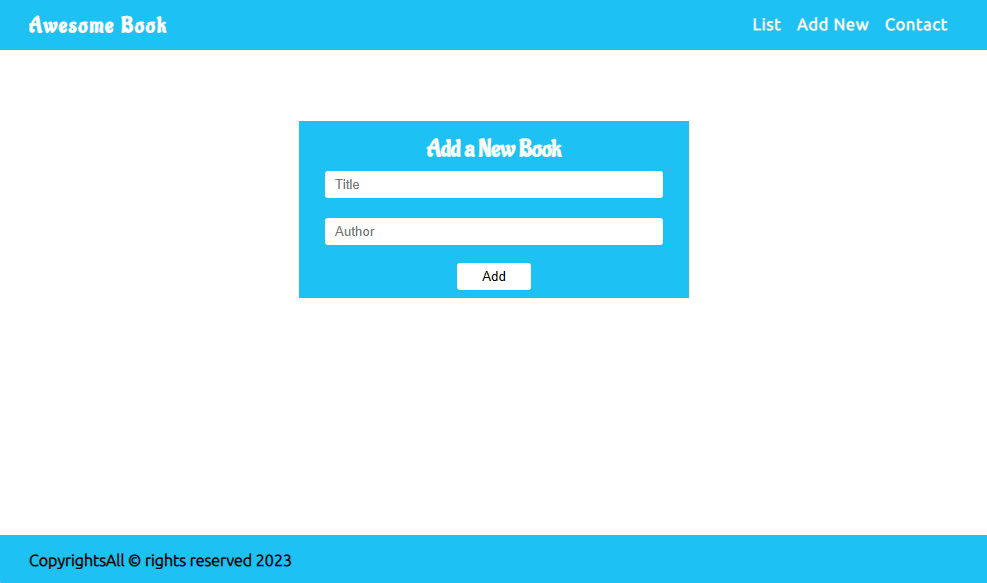 Awesome Book
List Add New Contact
Add a New Book
Title
Author
Add
CopyrightsAll © rights reserved 2023